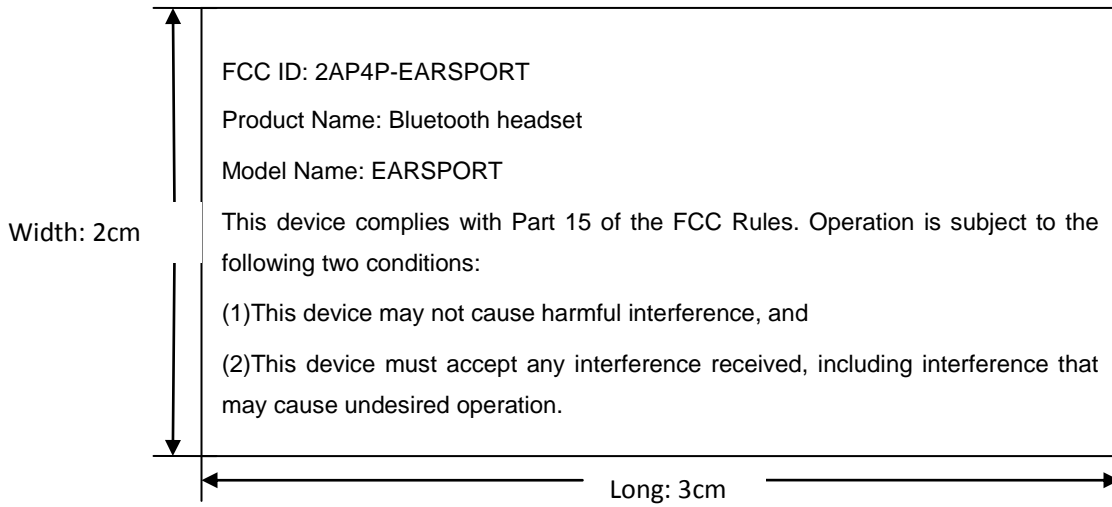 FCC ID: 2AP4P-EARSPORT
Product Name: Bluetooth headset
Model Name: EARSPORT
Width: 2cm
This device complies with Part 15 of the FCC Rules. Operation is subject to the
following two conditions:
(1)This device may not cause harmful interference, and
(2)This device must accept any interference received, including interference that
may cause undesired operation.
Long: 3cm